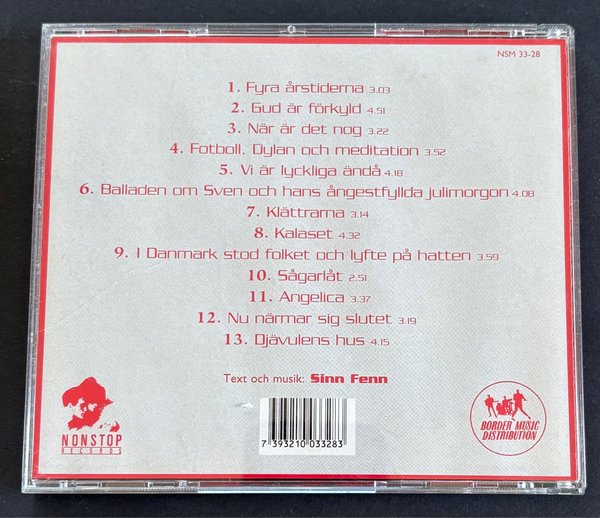 NSM 33-28
1. Fyra årstiderna 3.03
2. Gud är förkyld 4.51
3. När är det nog 3.22
4. Fotboll, Dylan och meditation 3.52
5. Vi är lyckliga ändå 4.18
6. Balladen om Sven och hans ångestfyllda julimorgon 4.08
7. Klättrarna 3.14
8. Kalaset 4.32
9. I Danmark stod folket och lyfte på hatten 3.59
10. Sågarlåt 2.51
11. Angelica 3.37
12. Nu närmar sig slutet 3.19
13. Djävulens hus 4.15
Text och musik: Sinn Fenn
NONSTOP
RECORDS
7 393210 033283
BORDER MUSIC
DISTRIBUTION